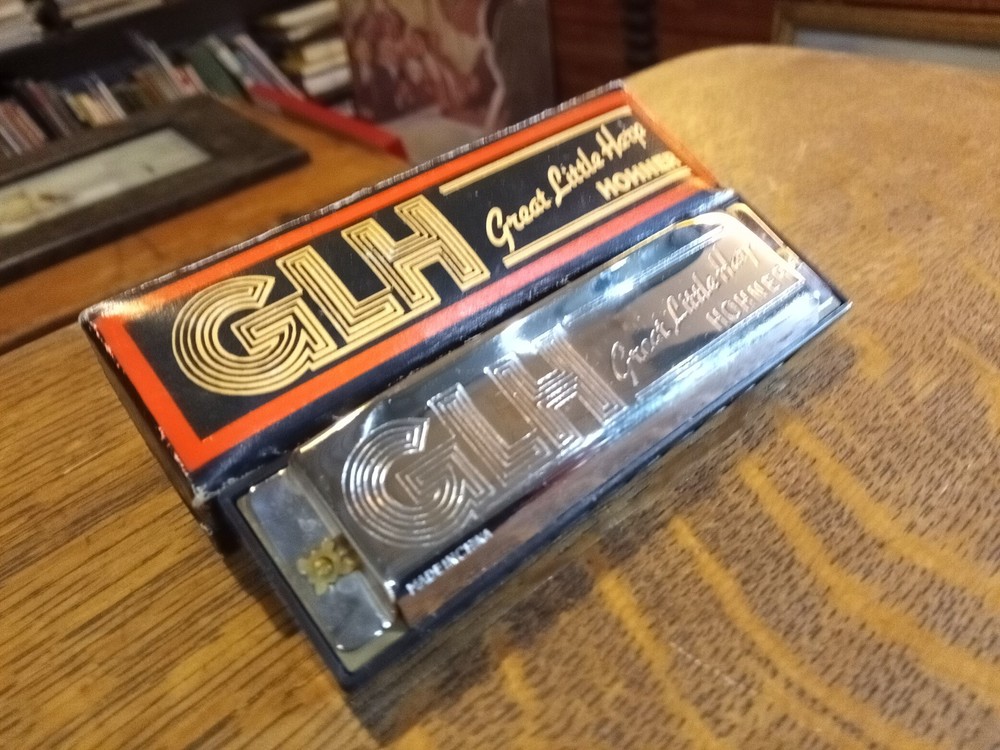 GLH
Great Little Harp
HOHNER
GLH
Great Little Harp
HOHNER
MADE IN CHINA